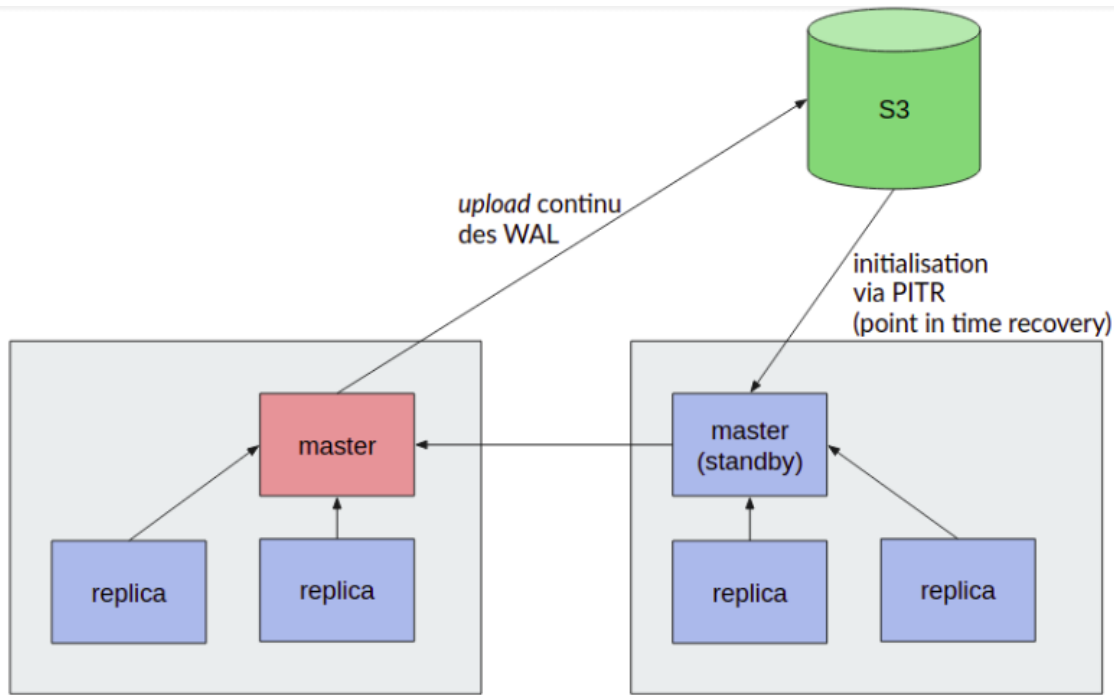 S3
upload continu
des WAL
initialisation
via PITR
(point in time recovery)
master
master
(standby)
replica
replica
replica
replica